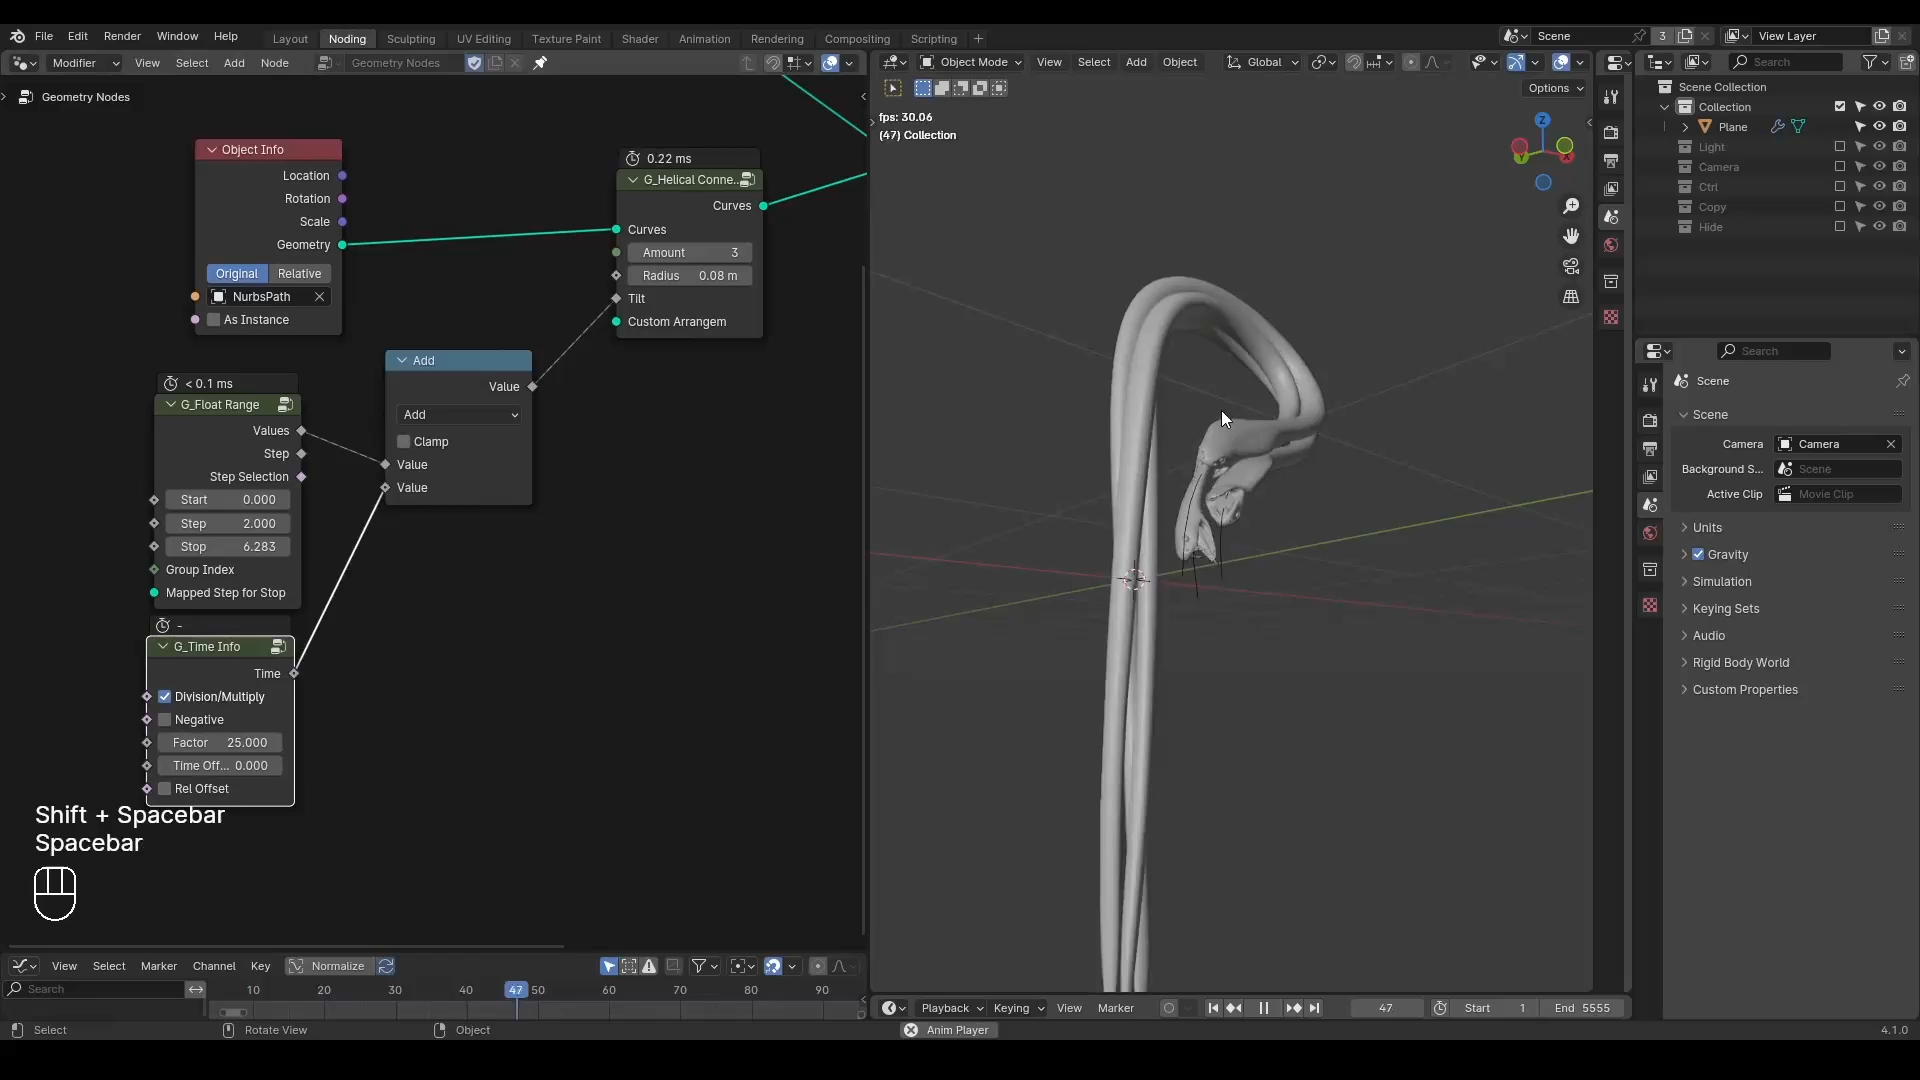 File Edit Render Window Help
Layout Noding Sculpting UV Editing Texture Paint Shader Animation Rendering Compositing Scripting +
Scene 3 View Layer
Modifier View Select Add Node Geometry Nodes
Object Mode View Select Add Object Global
Search
Geometry Nodes
Options
fps: 30.06
(47) Collection
Scene Collection
Collection
Plane
Light
Camera
Ctrl
Copy
Hide
Z
Y
X
Object Info
Location
Rotation
Scale
Geometry
Original Relative
NurbsPath
As Instance
0.22 ms
G_Helical Conne..
Curves
Curves
Amount 3
Radius 0.08 m
Tilt
Custom Arrangem
Add
Value
Add
Clamp
Value
Value
< 0.1 ms
G_Float Range
Values
Step
Step Selection
Start 0.000
Step 2.000
Stop 6.283
Group Index
Mapped Step for Stop
-
G_Time Info
Time
Division/Multiply
Negative
Factor 25.000
Time Off... 0.000
Rel Offset
Shift + Spacebar
Spacebar
Search
Scene
Scene
Camera Camera
Background S... Scene
Active Clip Movie Clip
Units
Gravity
Simulation
Keying Sets
Audio
Rigid Body World
Custom Properties
View Select Marker Channel Key Normalize
Search
10 20 30 40 47 50 60 70 80 90
Playback Keying View Marker 47 Start 1 End 5555
Select Rotate View Object Anim Player 4.1.0